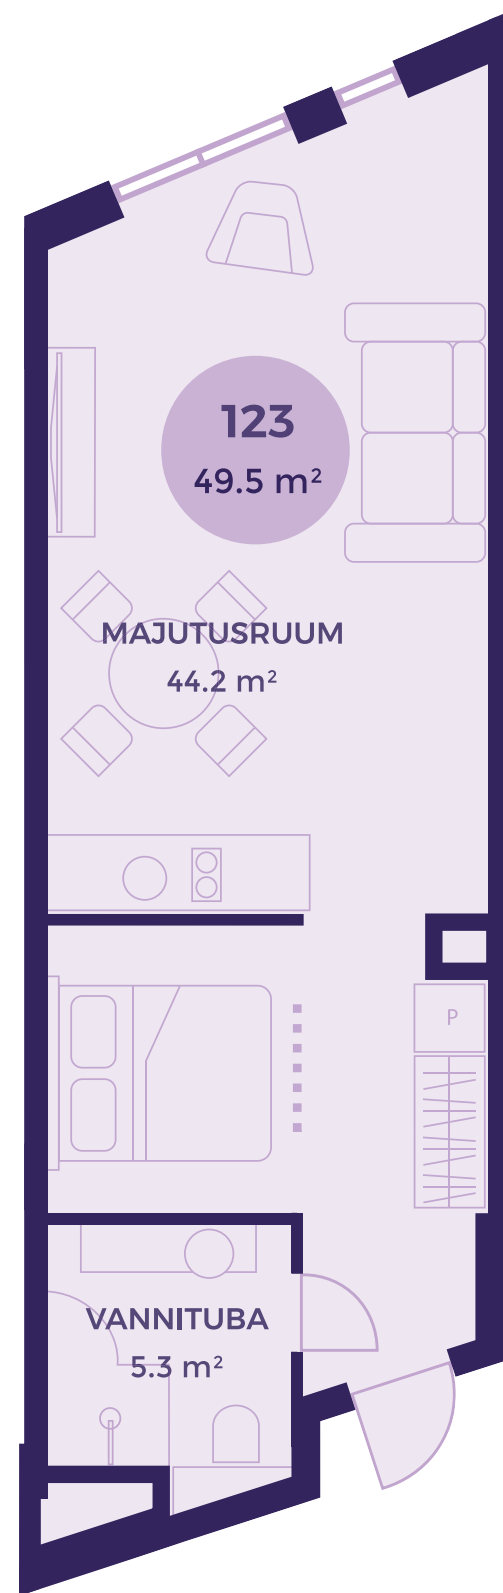 123
49.5 m²
MAJUTUSRUUM
44.2 m²
P
VANNITUBA
5.3 m²